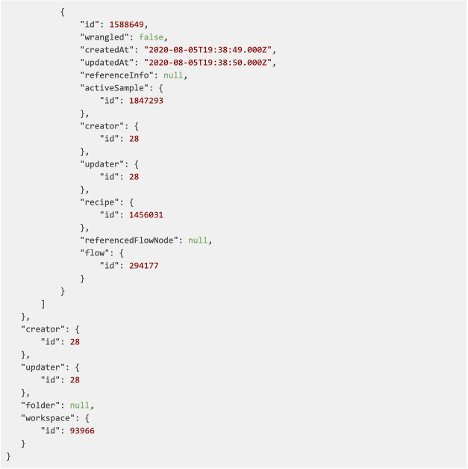 {
"id": 1588649,
"wrangled": false,
"createdAt": "2020-08-05T19:38:49.000Z",
"updatedAt": "2020-08-05T19:38:50.000Z",
"referenceInfo": null,
"activeSample": {
"id": 1847293
},
"creator": {
"id": 28
},
"updater": {
"id": 28
},
"recipe": {
"id": 1456031
},
"referencedFlowNode": null,
"flow": {
"id": 294177
}
}
]
},
"creator": {
"id": 28
},
"updater": {
"id": 28
},
"folder": null,
"workspace": {
"id": 93966
}
}